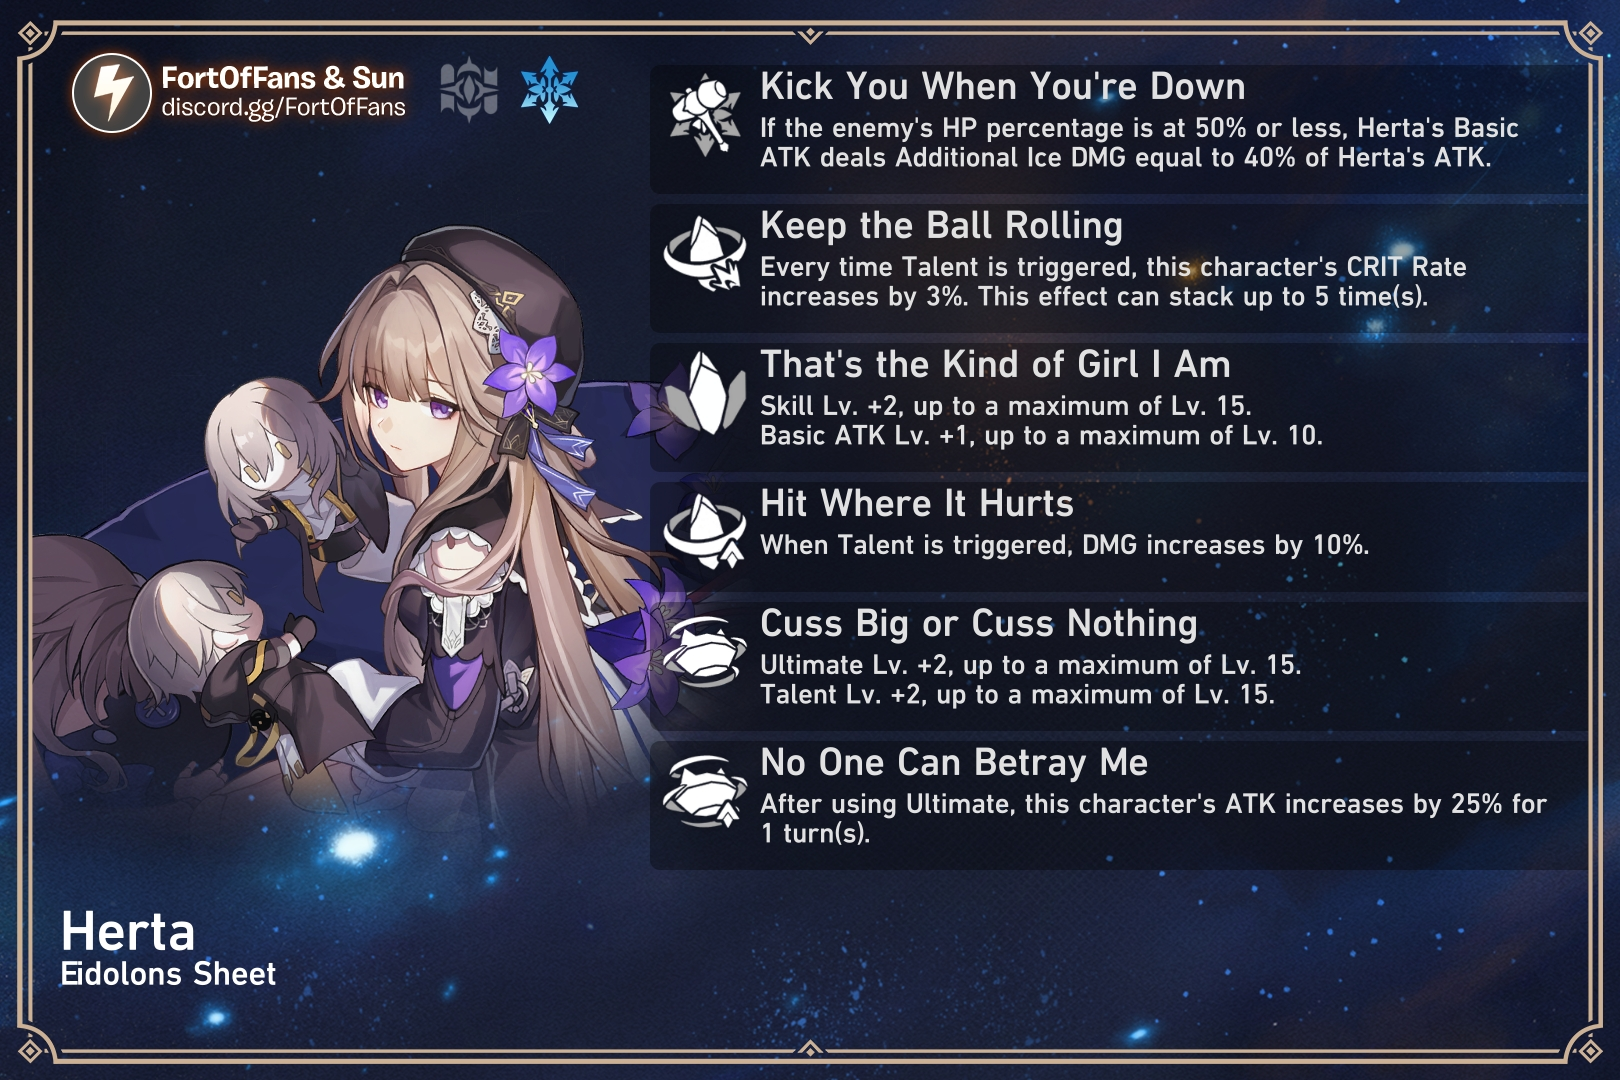 FortOfFans & Sun
discord.gg/FortOfFans
Kick You When You're Down
If the enemy's HP percentage is at 50% or less, Herta's Basic
ATK deals Additional Ice DMG equal to 40% of Herta's ATK.
Keep the Ball Rolling
Every time Talent is triggered, this character's CRIT Rate
increases by 3%. This effect can stack up to 5 time(s).
That's the Kind of Girl I Am
Skill Lv. +2, up to a maximum of Lv. 15.
Basic ATK Lv. +1, up to a maximum of Lv. 10.
Hit Where It Hurts
When Talent is triggered, DMG increases by 10%.
Cuss Big or Cuss Nothing
Ultimate Lv. +2, up to a maximum of Lv. 15.
Talent Lv. +2, up to a maximum of Lv. 15.
No One Can Betray Me
After using Ultimate, this character's ATK increases by 25% for
1 turn(s).
Herta
Eidolons Sheet